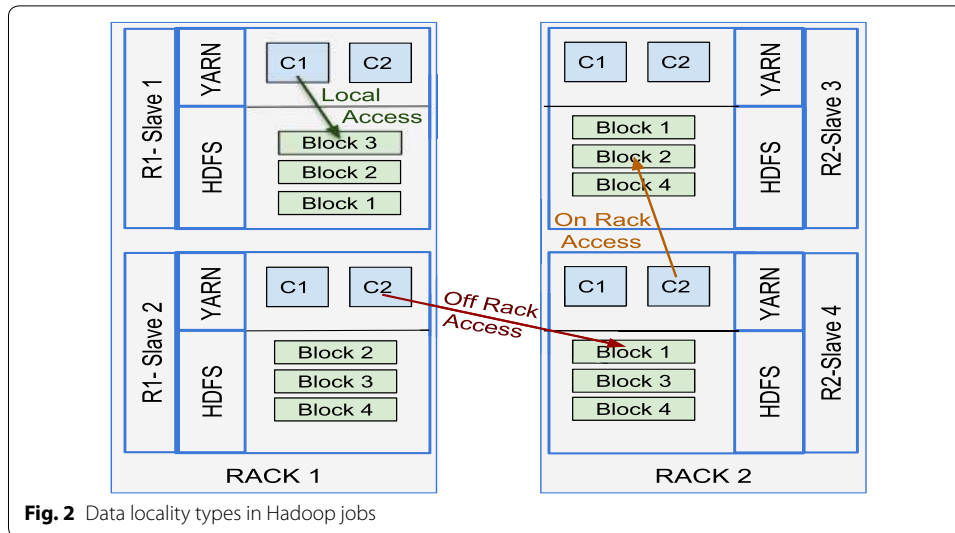 R1- Slave 1
YARN
HDFS
C1
C2
Local
Access
Block 3
Block 2
Block 1
R1- Slave 2
YARN
HDFS
C1
C2
Block 2
Block 3
Block 4
RACK 1
Off Rack
Access
C1
C2
Block 1
Block 2
Block 4
YARN
HDFS
R2-Slave 3
On Rack
Access
C1
C2
Block 1
Block 3
Block 4
YARN
HDFS
R2-Slave 4
RACK 2
Fig. 2 Data locality types in Hadoop jobs